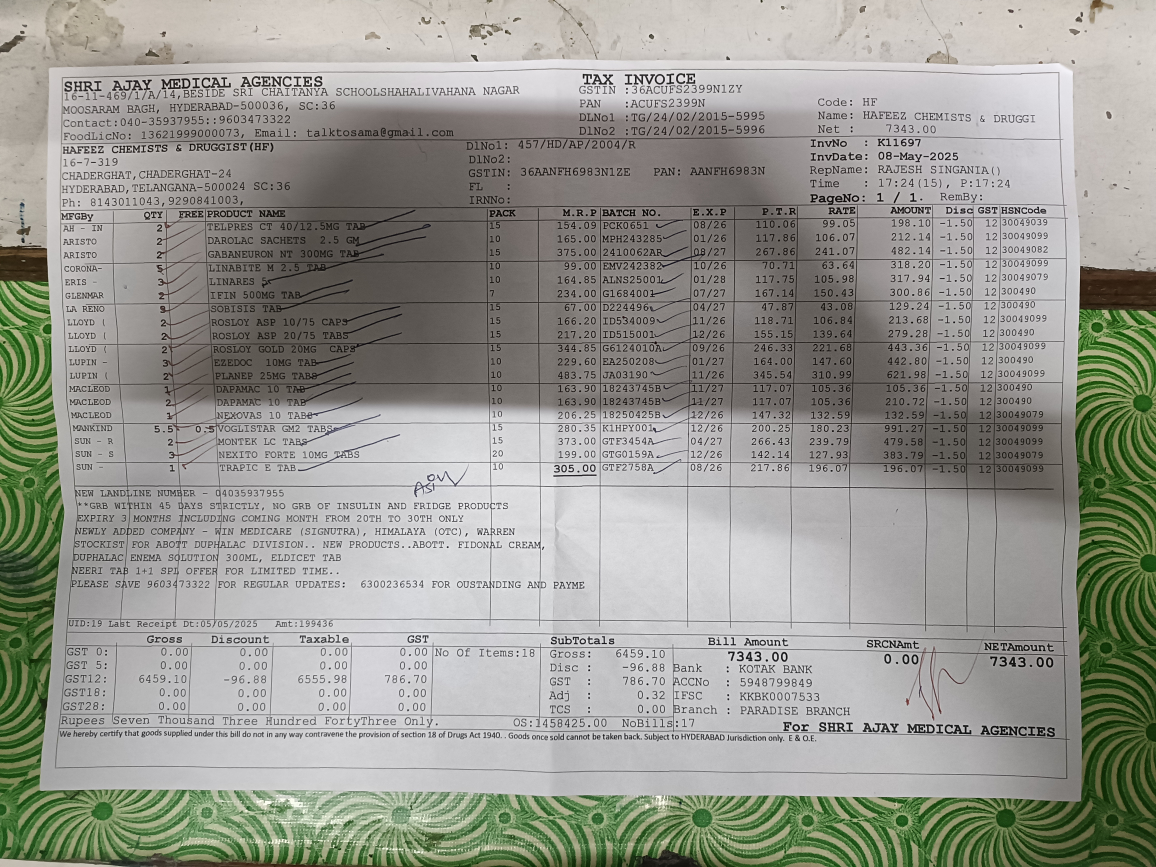 SHRI AJAY MEDICAL AGENCIES
16-11-469/1/A/14,BESIDE SRI CHAITANYA SCHOOLSHAHALIVAHANA NAGAR
MOOSARAM BAGH, HYDERABAD-500036, SC:36
Contact:040-35937955::9603473322
FoodLicNo: 13621999000073, Email: talktosama@gmail.com
TAX INVOICE
GSTIN :36ACUFS2399N1ZY
PAN :ACUFS2399N
DLNo1 :TG/24/02/2015-5995
DLNo2 :TG/24/02/2015-5996
Code: HF
Name: HAFEEZ CHEMISTS & DRUGGI
Net : 7343.00
HAFEEZ CHEMISTS & DRUGGIST(HF)
16-7-319
CHADERGHAT,CHADERGHAT-24
HYDERABAD,TELANGANA-500024 SC:36
Ph: 8143011043,9290841003,
DlNo1: 457/HD/AP/2004/R
DlNo2:
GSTIN: 36AANFH6983N1ZE PAN: AANFH6983N
FL :
IRNNo:
InvNo : K11697
InvDate: 08-May-2025
RepName: RAJESH SINGANIA()
Time : 17:24(15), P:17:24
PageNo: 1 / 1. RemBy:
MFGBy QTY FREE PRODUCT NAME PACK M.R.P BATCH NO. E.X.P P.T.R RATE AMOUNT Disc GST HSNCode
AH - IN 2 TELPRES CT 40/12.5MG TAB 15 154.09 PCK0651 08/26 110.06 99.05 198.10 -1.50 12 30049039
ARISTO 2 DAROLAC SACHETS 2.5 GM 10 165.00 MPH243285 01/26 117.86 106.07 212.14 -1.50 12 30049099
ARISTO 2 GABANEURON NT 300MG TAB 15 375.00 2410062AR 08/27 267.86 241.07 482.14 -1.50 12 30049082
CORONA- 5 LINABITE M 2.5 TAB 10 99.00 EMV242382 10/26 70.71 63.64 318.20 -1.50 12 30049099
ERIS - 3 LINARES 5 10 164.85 ALNS25001 01/28 117.75 105.98 317.94 -1.50 12 30049079
GLENMAR 2 IFIN 500MG TAB 7 234.00 G1684001 07/27 167.14 150.43 300.86 -1.50 12 300490
LA RENO 3 SOBISIS TAB 15 67.00 D224496 04/27 47.87 43.08 129.24 -1.50 12 300490
LLOYD ( 2 ROSLOY ASP 10/75 CAPS 15 166.20 ID534009 11/26 118.71 106.84 213.68 -1.50 12 30049099
LLOYD ( 2 ROSLOY ASP 20/75 TABS 15 217.20 ID515001 12/26 155.15 139.64 279.28 -1.50 12 300490
LLOYD ( 2 ROSLOY GOLD 20MG CAPS 15 344.85 G6124010A 09/26 246.33 221.68 443.36 -1.50 12 30049099
LUPIN - 3 EZEDOC 10MG TAB 10 229.60 EA250208 01/27 164.00 147.60 442.80 -1.50 12 300490
LUPIN ( 2 PLANEP 25MG TABS 10 483.75 JA03190 11/26 345.54 310.99 621.98 -1.50 12 30049099
MACLEOD 1 DAPAMAC 10 TAB 10 163.90 18243745B 11/27 117.07 105.36 105.36 -1.50 12 300490
MACLEOD 2 DAPAMAC 10 TAB 10 163.90 18243745B 11/27 117.07 105.36 210.72 -1.50 12 300490
MACLEOD 1 NEXOVAS 10 TABS 10 206.25 18250425B 12/26 147.32 132.59 132.59 -1.50 12 30049079
MANKIND 5.5 0.5 VOGLISTAR GM2 TABS 15 280.35 K1HPY001 12/26 200.25 180.23 991.27 -1.50 12 30049099
SUN - R 2 MONTEK LC TABS 15 373.00 GTF3454A 04/27 266.43 239.79 479.58 -1.50 12 30049099
SUN - S 3 NEXITO FORTE 10MG TABS 20 199.00 GTG0159A 12/26 142.14 127.93 383.79 -1.50 12 300490
SUN - 1 TRAPIC E TAB 10 305.00 GTF2758A 08/26 217.86 196.07 196.07 -1.50 12 30049099
NEW LANDLINE NUMBER - 04035937955
**GRB WITHIN 45 DAYS STRICTLY, NO GRB OF INSULIN AND FRIDGE PRODUCTS
EXPIRY 3 MONTHS INCLUDING COMING MONTH FROM 20TH TO 30TH ONLY
NEWLY ADDED COMPANY - WIN MEDICARE (SIGNUTRA), HIMALAYA (OTC), WARREN
STOCKIST FOR ABOTT DUPHALAC DIVISION.. NEW PRODUCTS..ABOTT. FIDONAL CREAM,
DUPHALAC ENEMA SOLUTION 300ML, ELDICET TAB
NEERI TAB 1+1 SPL OFFER FOR LIMITED TIME..
PLEASE SAVE 9603473322 FOR REGULAR UPDATES: 6300236534 FOR OUSTANDING AND PAYME
UID:19 Last Receipt Dt:05/05/2025 Amt:199436
Gross Discount Taxable GST
GST 0: 0.00 0.00 0.00 0.00 No Of Items:18
GST 5: 0.00 0.00 0.00 0.00
GST12: 6459.10 -96.88 6555.98 786.70
GST18: 0.00 0.00 0.00 0.00
GST28: 0.00 0.00 0.00 0.00
SubTotals
Gross: 6459.10
Disc : -96.88
GST : 786.70
Adj : 0.32
TCS : 0.00
Bill Amount
7343.00
Bank : KOTAK BANK
ACCNo : 5948799849
IFSC : KKBK0007533
Branch : PARADISE BRANCH
SRCNAmt
0.00
NETAmount
7343.00
Rupees Seven Thousand Three Hundred FortyThree Only. OS:1458425.00 NoBills:17
For SHRI AJAY MEDICAL AGENCIES
We hereby certify that goods supplied under this bill do not in any way contravene the provision of section 18 of Drugs Act 1940. . Goods once sold cannot be taken back. Subject to HYDERABAD Jurisdiction only. E & O.E.